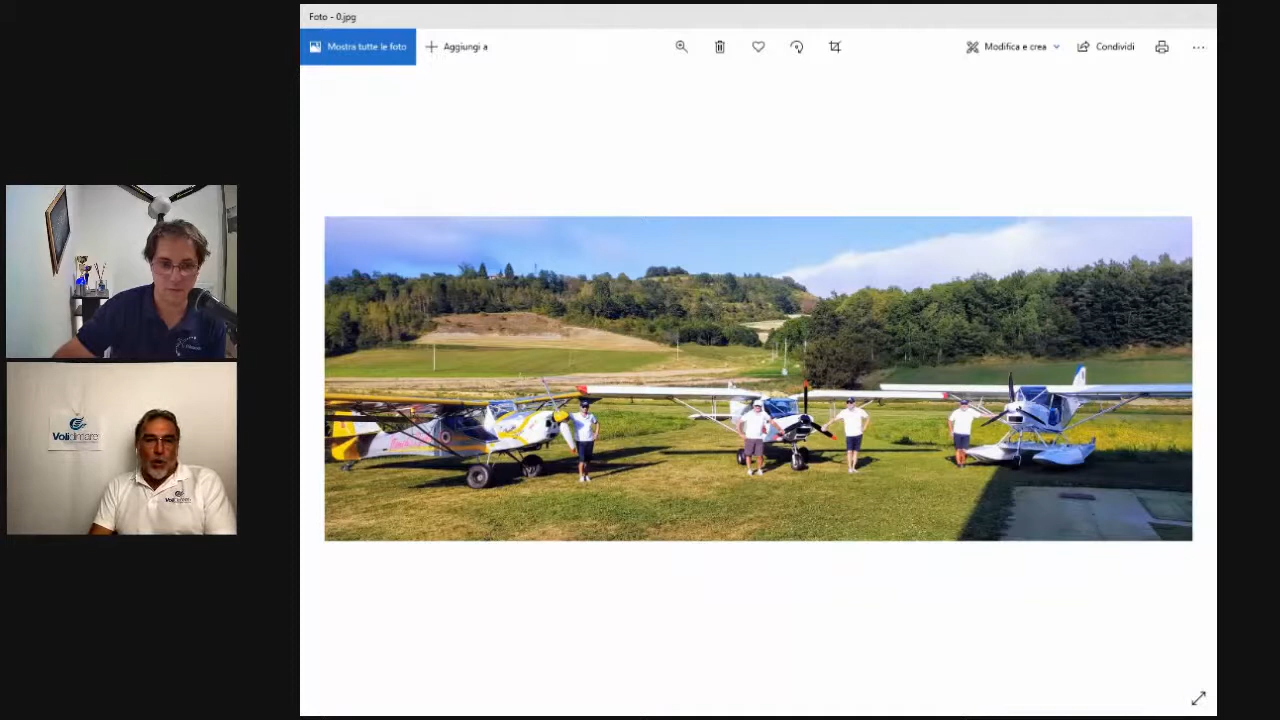 Foto - 0.jpg
Mostra tutte le foto
Aggiungi a
Modifica e crea
Condividi
Volidimare